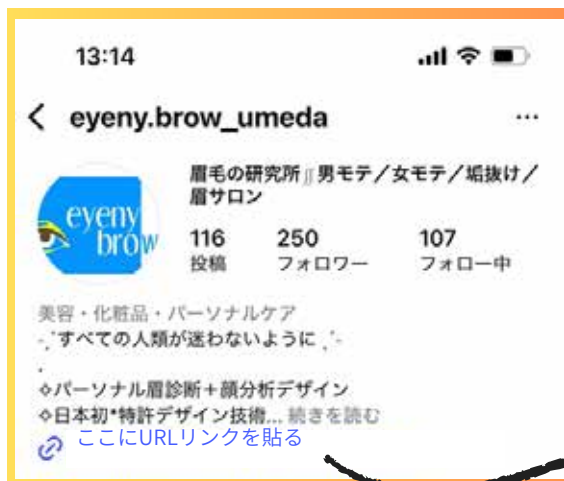 13:14
eyeny.brow_umeda
眉毛の研究所∬男モテ／女モテ／垢抜け／
眉サロン
eyeny
brow
116
250
107
投稿
フォロワー
フォロー中
美容・化粧品・パーソナルケア
˗ˏˋすべての人類が迷わないように ˎˊ˗
.
⟡パーソナル眉診断＋顔分析デザイン
⟡日本初*特許デザイン技術... 続きを読む
ここにURLリンクを貼る